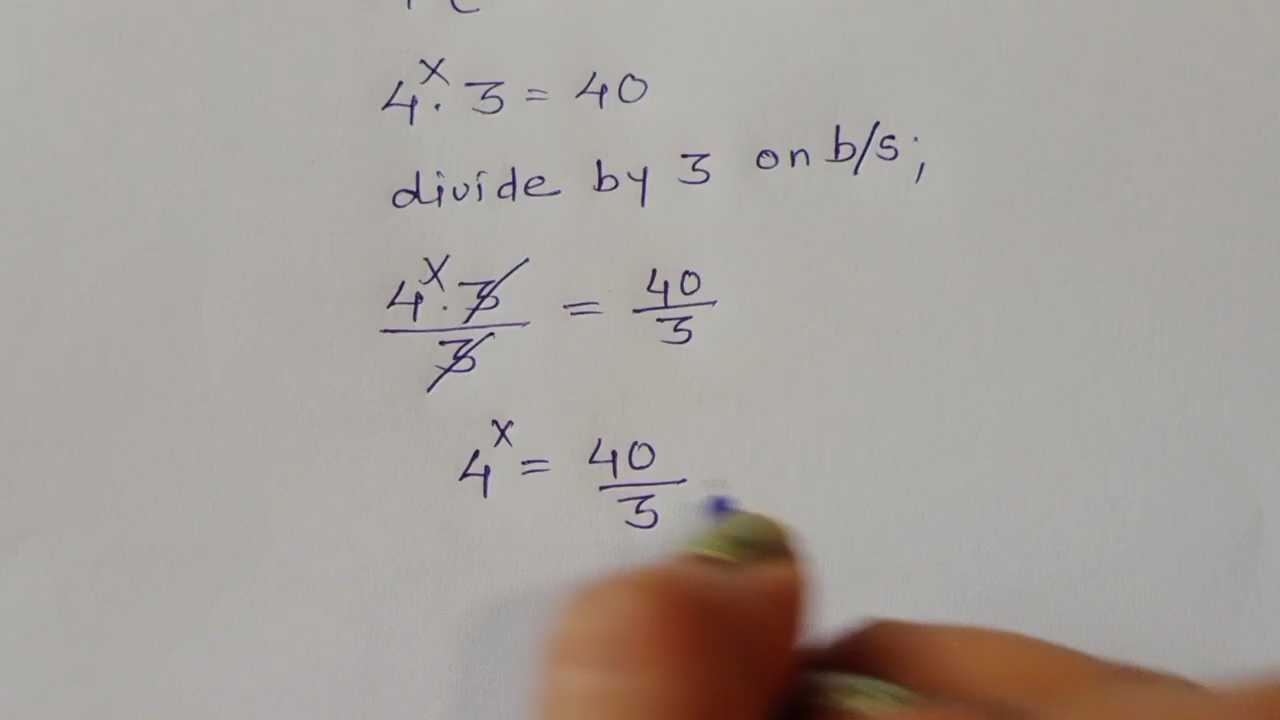 4^x · 3 = 40
divide by 3 on b/s;
4^x · 3 / 3 = 40 / 3
4^x = 40 / 3